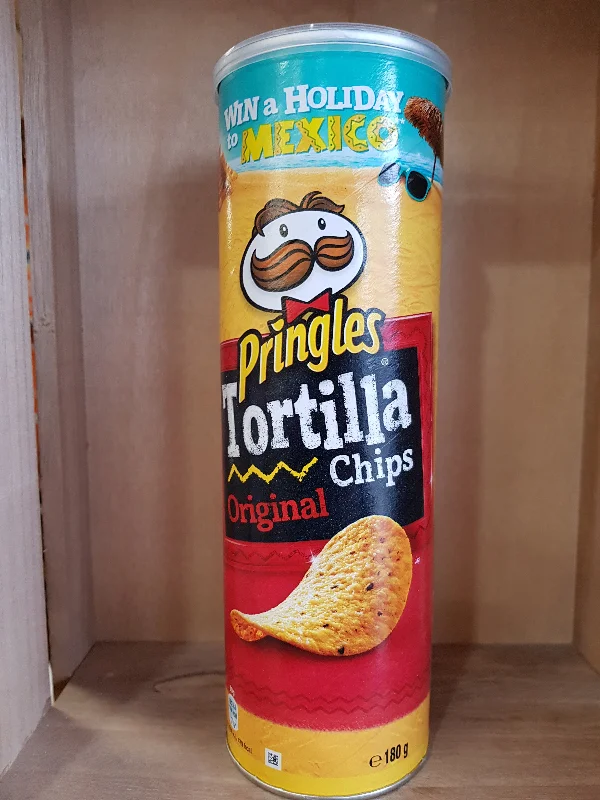 WIN a HOLIDAY
to MEXICO**
Pringles
Tortilla
Chips
Original
℮ 180 g